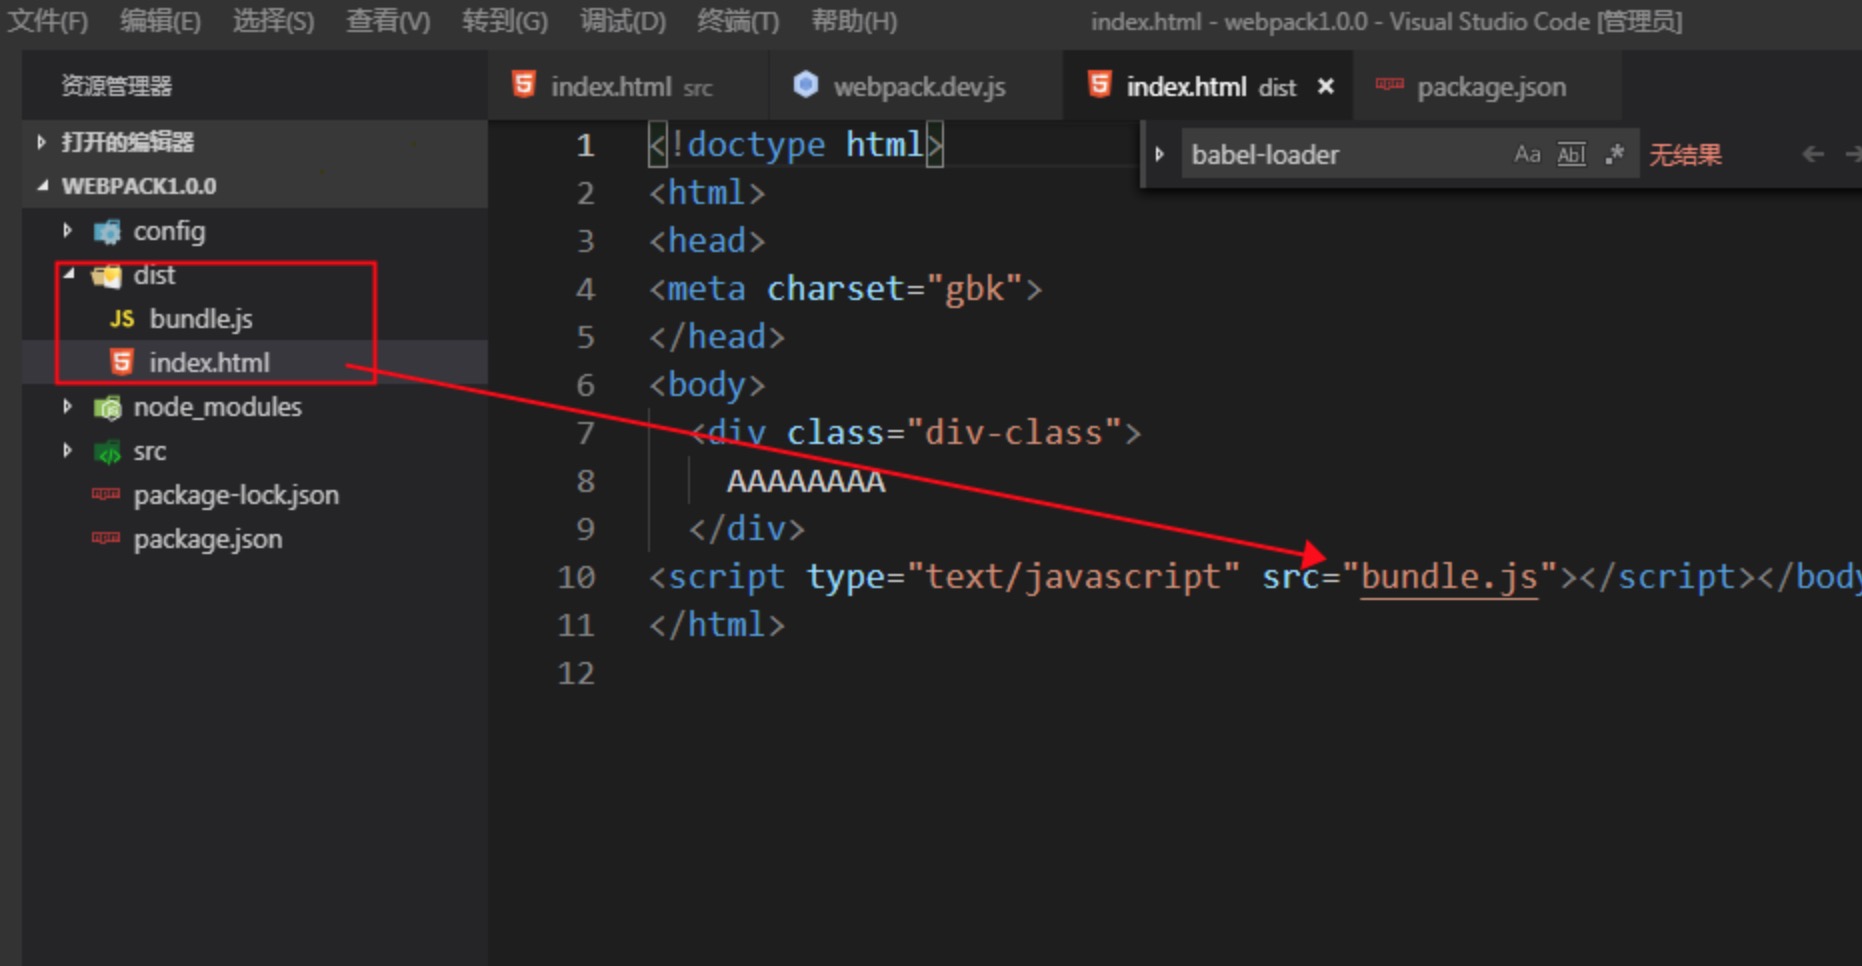 文件(F) 编辑(E) 选择(S) 查看(V) 转到(G) 调试(D) 终端(T) 帮助(H) index.html - webpack1.0.0 - Visual Studio Code [管理员]
资源管理器
打开的编辑器
WEBPACK1.0.0
config
dist
JS bundle.js
index.html
node_modules
src
package-lock.json
package.json
index.html src webpack.dev.js index.html dist × package.json
babel-loader Aa Abl .* 无结果
1 <!doctype html>
2 <html>
3 <head>
4 <meta charset="gbk">
5 </head>
6 <body>
7 <div class="div-class">
8 AAAAAAAA
9 </div>
10 <script type="text/javascript" src="bundle.js"></script></body
11 </html>
12